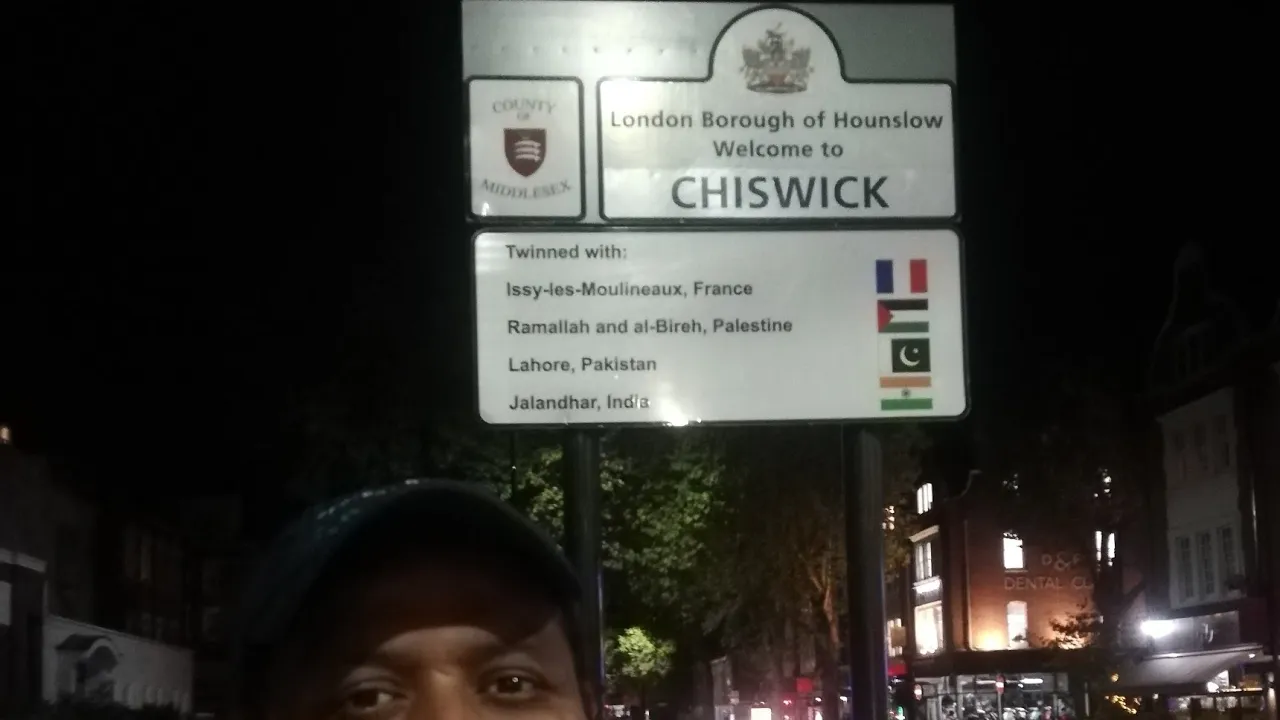 COUNTY
OF
MIDDLESEX
London Borough of Hounslow
Welcome to
CHISWICK
Twinned with:
Issy-les-Moulineaux, France
Ramallah and al-Bireh, Palestine
Lahore, Pakistan
Jalandhar, India
DENTAL